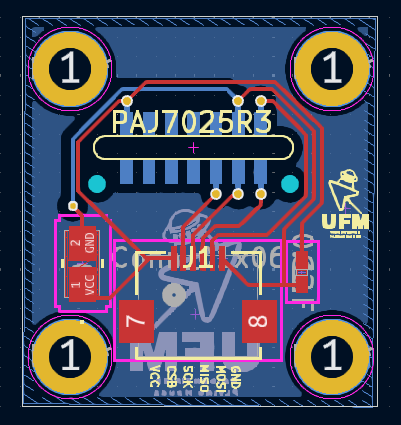 1 1
PAJ7025R3
UFM
2 GND
1 VCC
J1
7 8
1 1
VCC
CSB
SCK
MISO
MOSI
GND
UFM